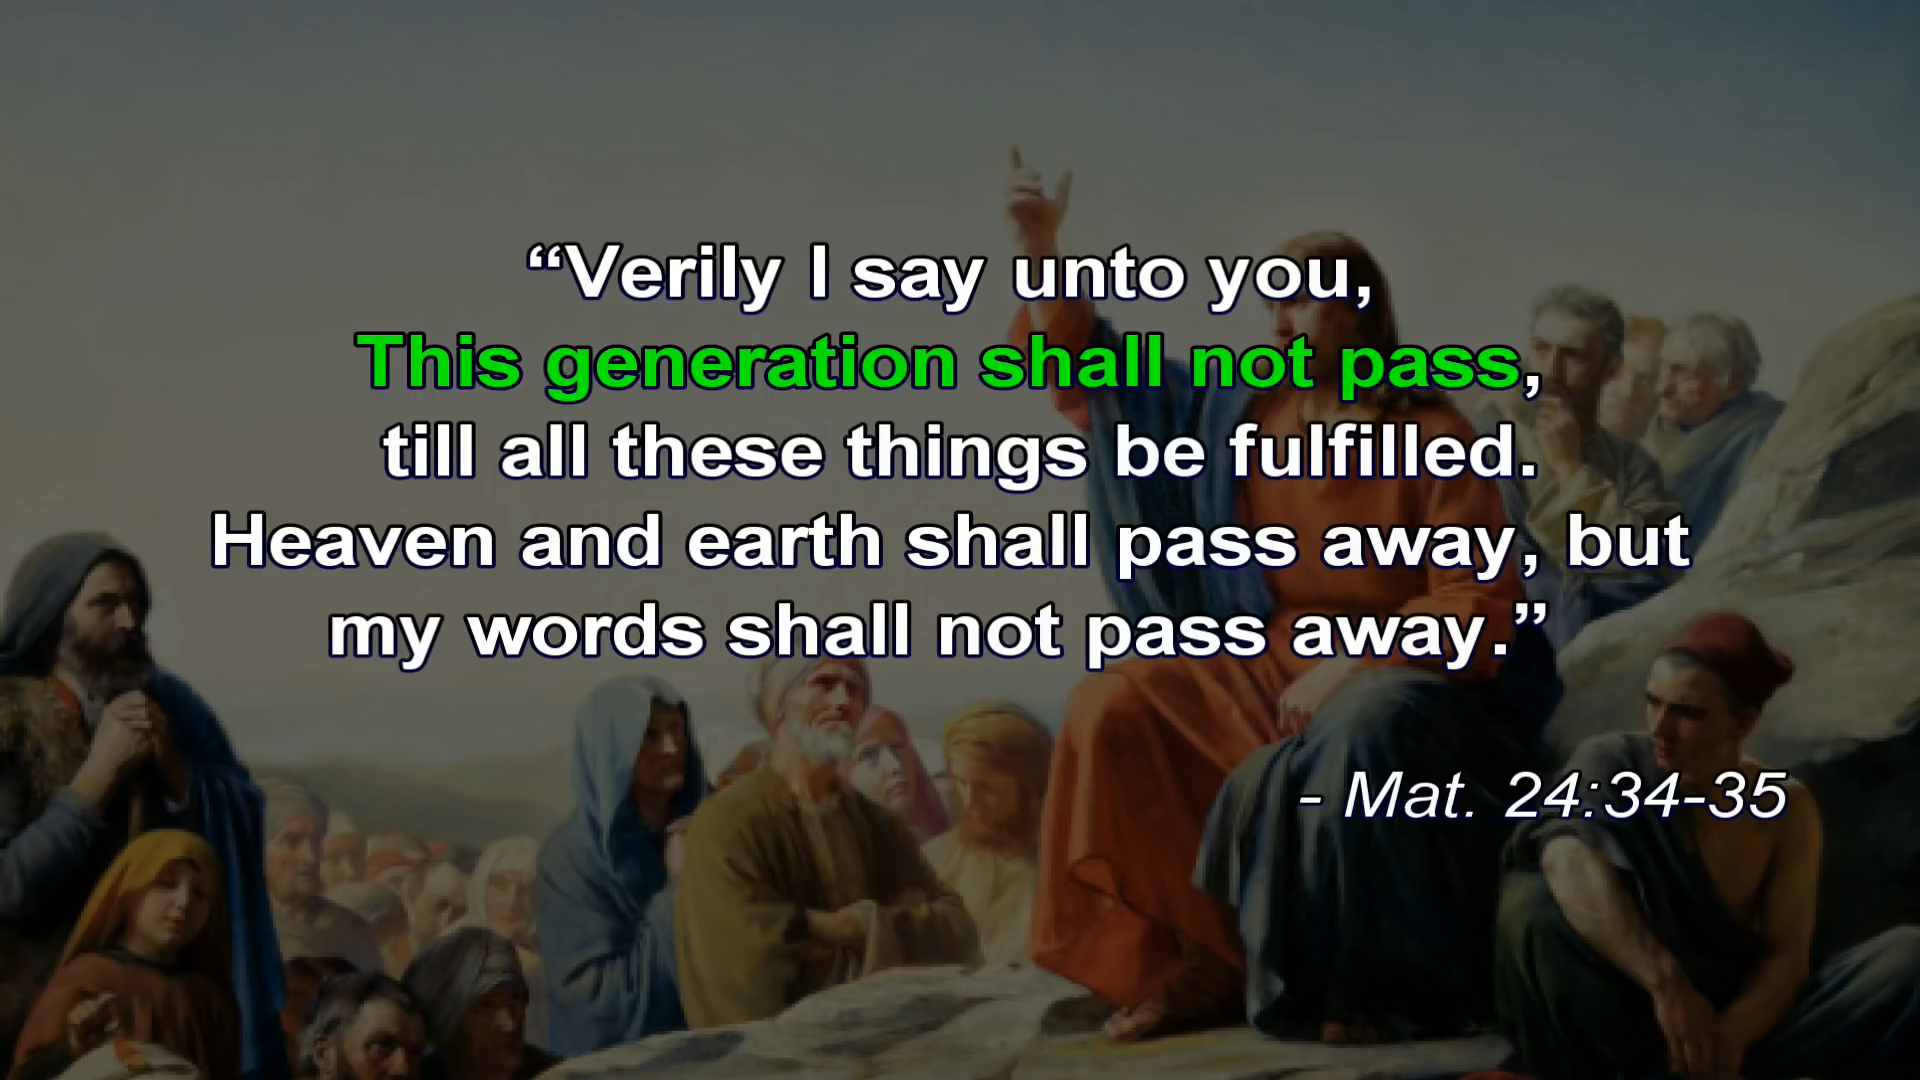 “Verily I say unto you,
This generation shall not pass,
till all these things be fulfilled.
Heaven and earth shall pass away, but
my words shall not pass away.”
- Mat. 24:34-35